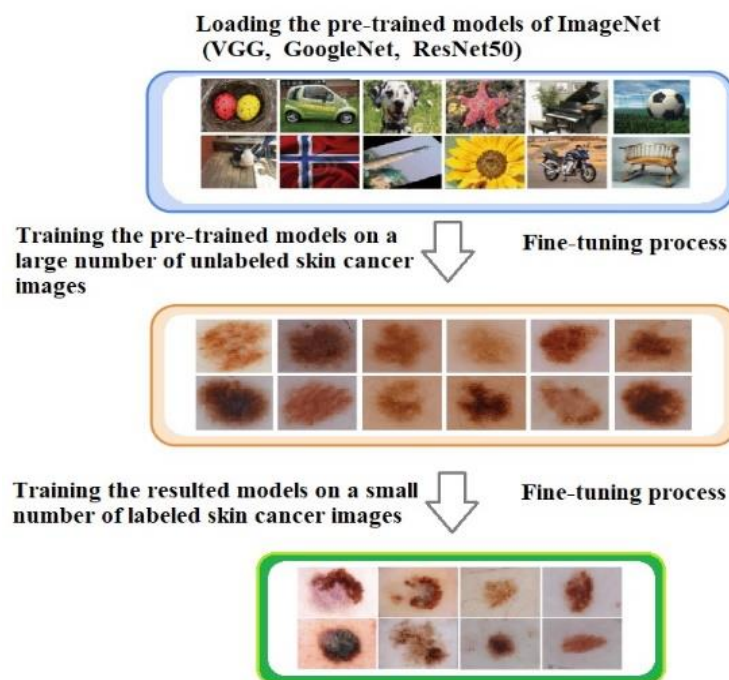 Loading the pre-trained models of ImageNet
(VGG, GoogleNet, ResNet50)
Training the pre-trained models on a
large number of unlabeled skin cancer
images
Fine-tuning process
Training the resulted models on a small
number of labeled skin cancer images
Fine-tuning process